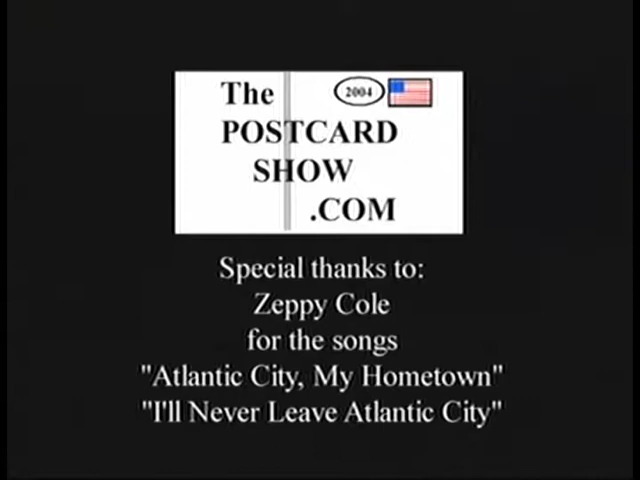 The
2004
POSTCARD
SHOW
.COM
Special thanks to:
Zeppy Cole
for the songs
"Atlantic City, My Hometown"
"I'll Never Leave Atlantic City"